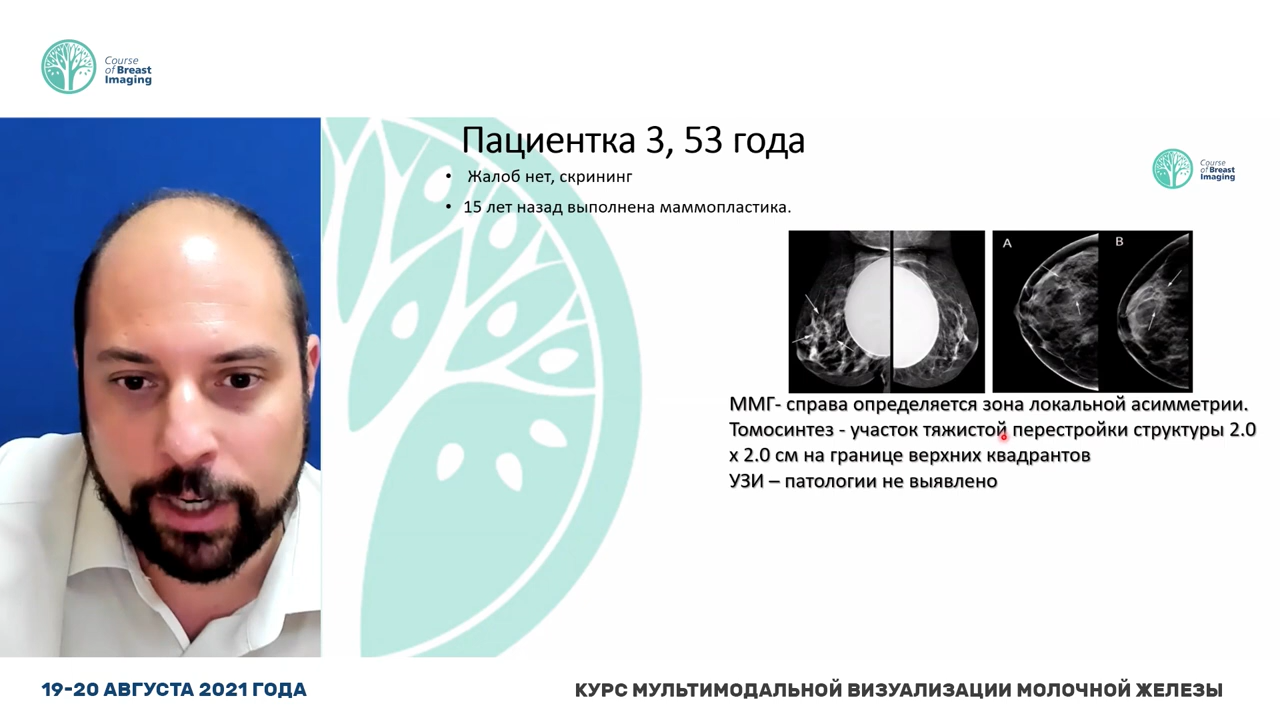 Course
of Breast
Imaging
Пациентка 3, 53 года
• Жалоб нет, скрининг
• 15 лет назад выполнена маммопластика.
Course
of Breast
Imaging
A
B
ММГ- справа определяется зона локальной асимметрии.
Томосинтез - участок тяжистой перестройки структуры 2.0
х 2.0 см на границе верхних квадрантов
УЗИ – патологии не выявлено
19-20 АВГУСТА 2021 ГОДА
КУРС МУЛЬТИМОДАЛЬНОЙ ВИЗУАЛИЗАЦИИ МОЛОЧНОЙ ЖЕЛЕЗЫ